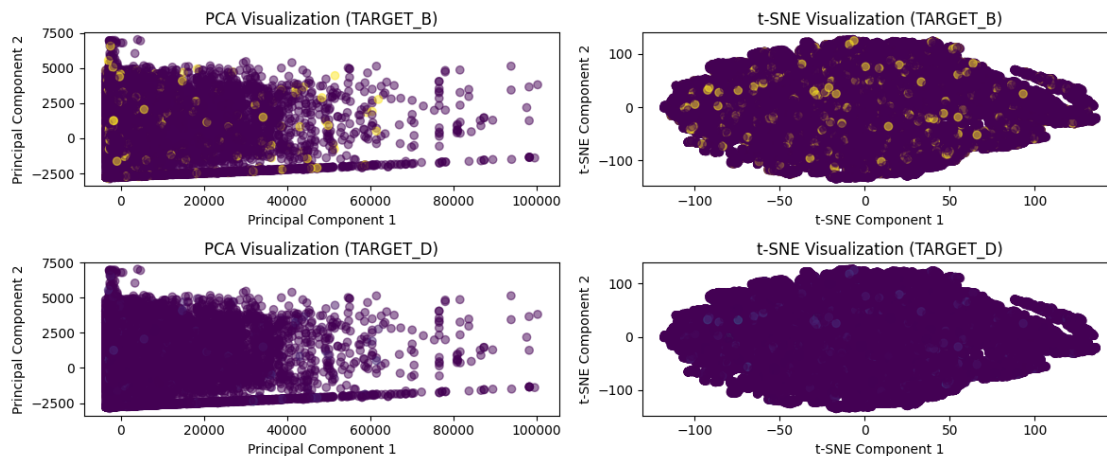 PCA Visualization (TARGET_B)
7500
5000
2500
0
−2500
Principal Component 2
0 20000 40000 60000 80000 100000
Principal Component 1
t-SNE Visualization (TARGET_B)
100
0
−100
t-SNE Component 2
−100 −50 0 50 100
t-SNE Component 1
PCA Visualization (TARGET_D)
7500
5000
2500
0
−2500
Principal Component 2
0 20000 40000 60000 80000 100000
Principal Component 1
t-SNE Visualization (TARGET_D)
100
0
−100
t-SNE Component 2
−100 −50 0 50 100
t-SNE Component 1